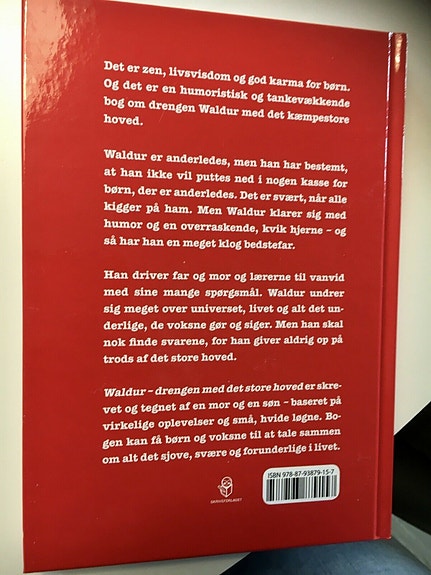 Det er zen, livsvisdom og god karma for børn.
Og det er en humoristisk og tankevækkende
bog om drengen Waldur med det kæmpestore
hoved.
Waldur er anderledes, men han har bestemt,
at han ikke vil puttes ned i nogen kasse for
børn, der er anderledes. Det er svært, når alle
kigger på ham. Men Waldur klarer sig med
humor og en overraskende, kvik hjerne – og
så har han en meget klog bedstefar.
Han driver far og mor og lærerne til vanvid
med sine mange spørgsmål. Waldur undrer
sig meget over universet, livet og alt det un-
derlige, de voksne gør og siger. Men han skal
nok finde svarene, for han giver aldrig op på
trods af det store hoved.
Waldur – drengen med det store hoved er skre-
vet og tegnet af en mor og en søn – baseret på
virkelige oplevelser og små, hvide løgne. Bo-
gen kan få børn og voksne til at tale sammen
om alt det sjove, svære og forunderlige i livet.
ISBN 978-87-93879-15-7